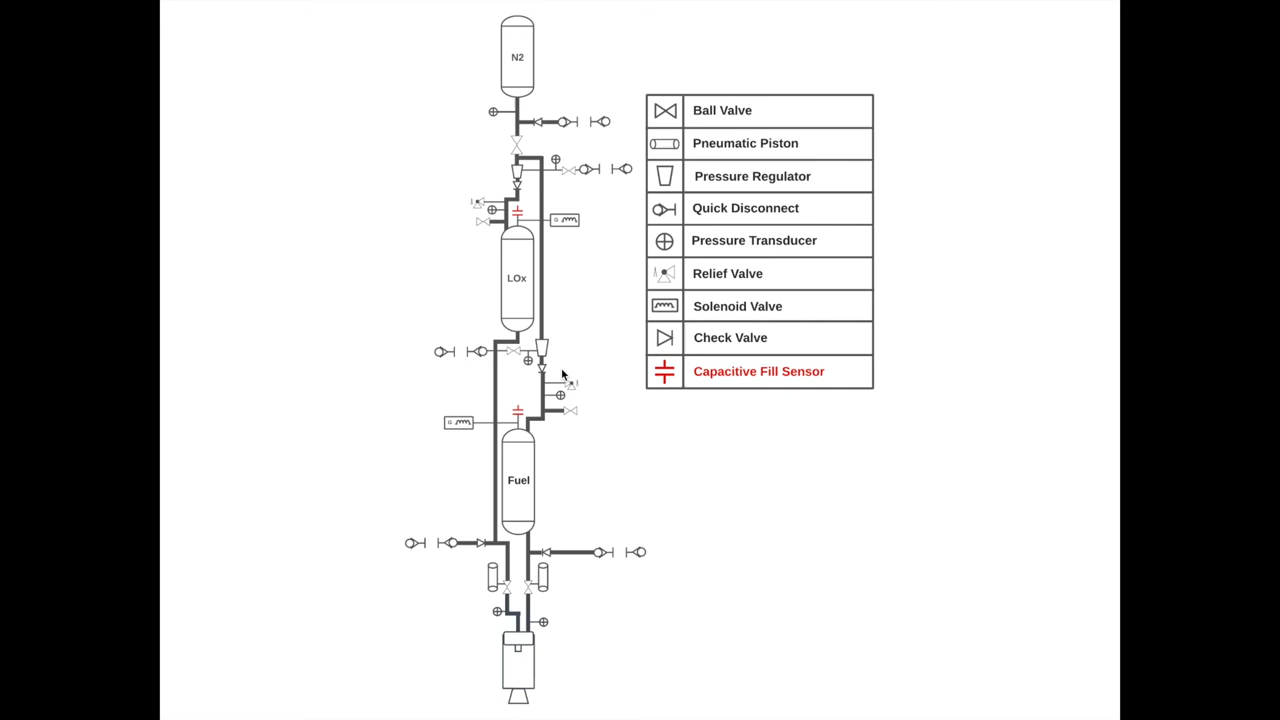 N2
LOx
Fuel
Ball Valve
Pneumatic Piston
Pressure Regulator
Quick Disconnect
Pressure Transducer
Relief Valve
Solenoid Valve
Check Valve
Capacitive Fill Sensor